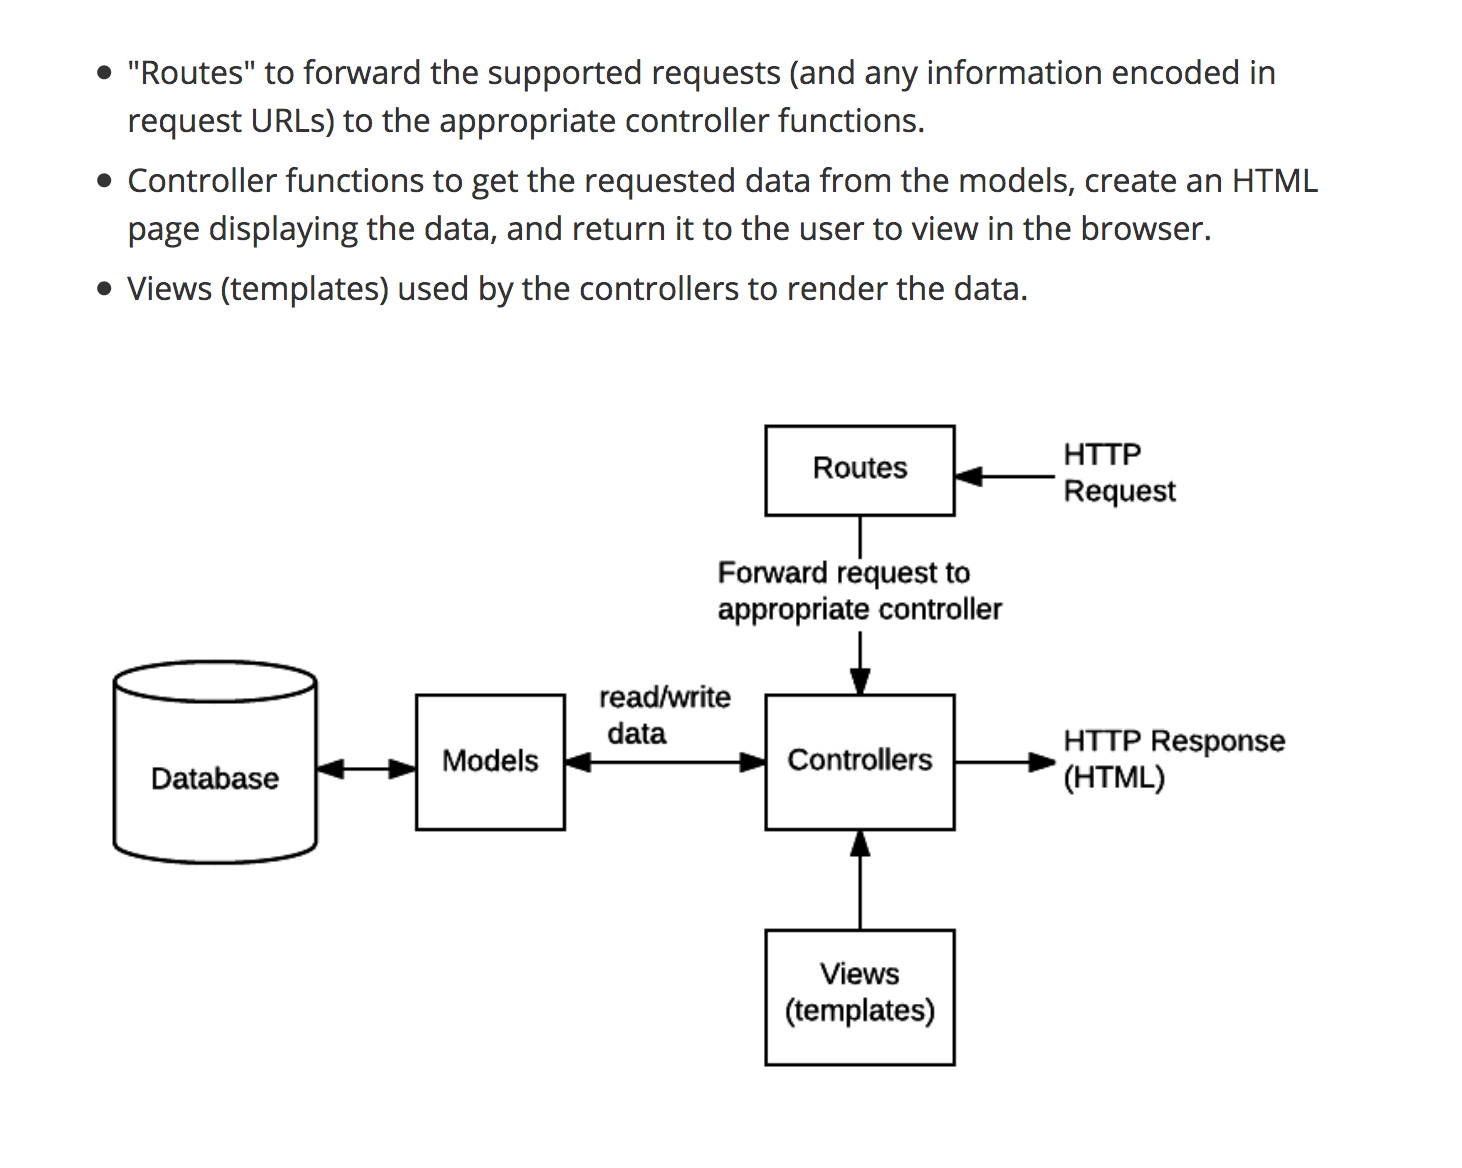 "Routes" to forward the supported requests (and any information encoded in
request URLs) to the appropriate controller functions.
Controller functions to get the requested data from the models, create an HTML
page displaying the data, and return it to the user to view in the browser.
Views (templates) used by the controllers to render the data.
Routes
HTTP
Request
Forward request to
appropriate controller
read/write
data
Database
Models
Controllers
HTTP Response
(HTML)
Views
(templates)